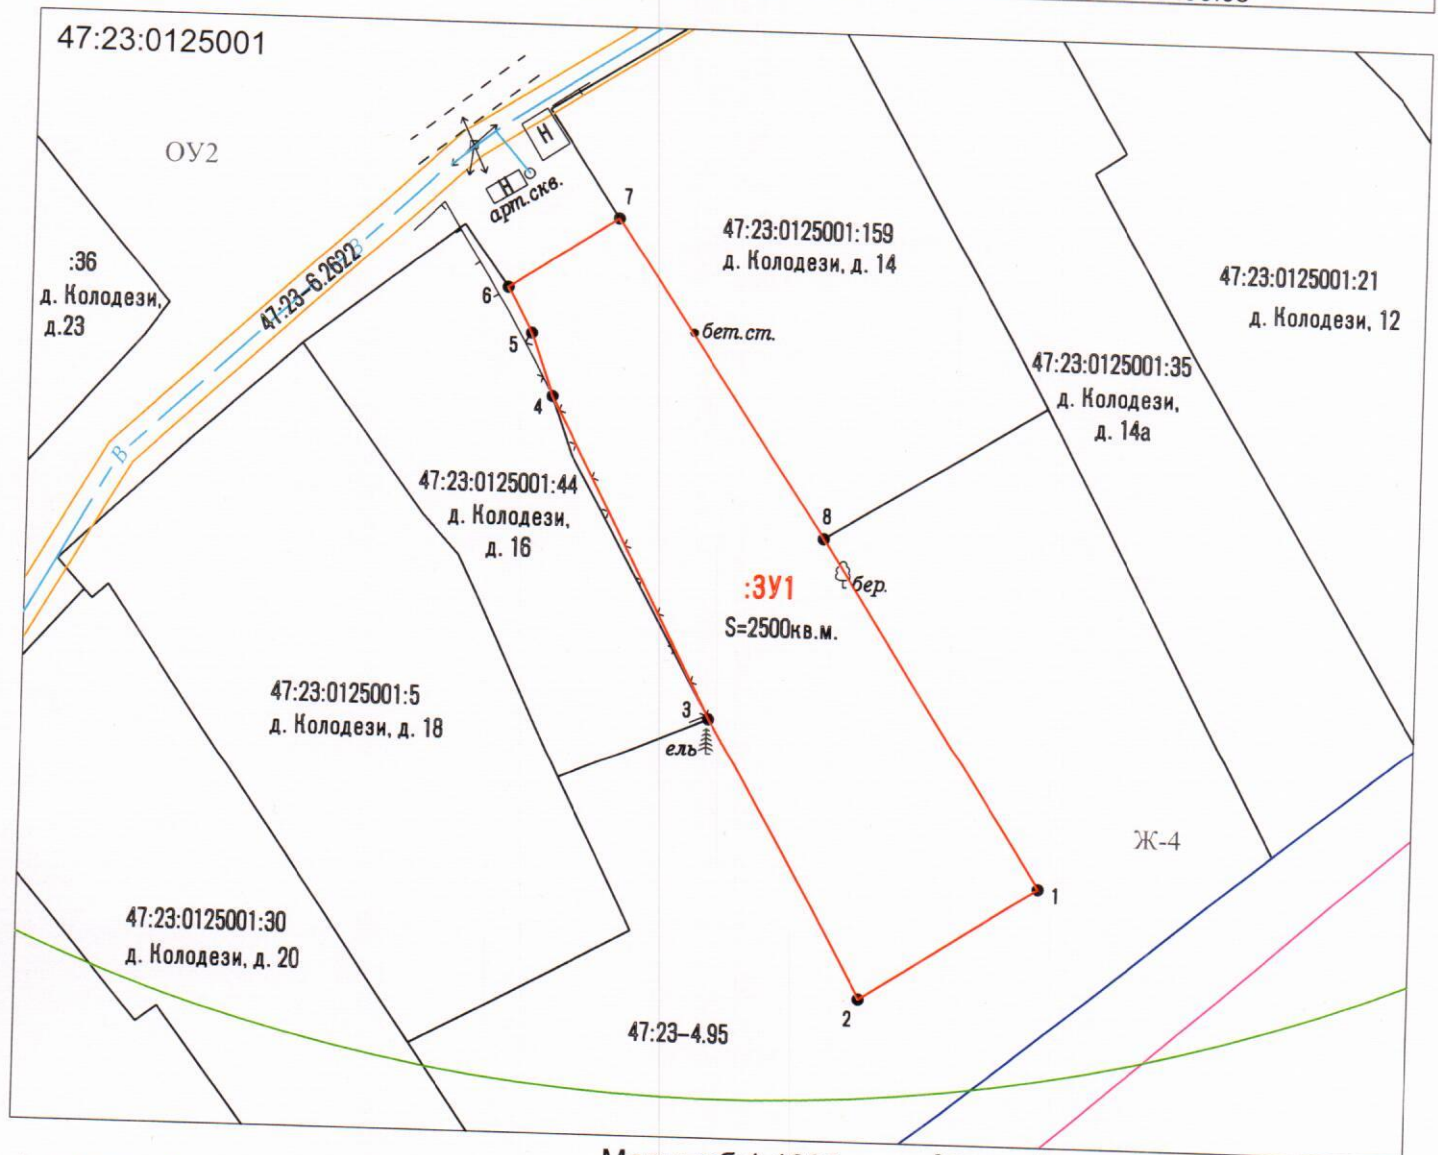 47:23:0125001
ОУ2
Н
Н
арт.скв.
7
47:23:0125001:159
д. Колодези, д. 14
:36
д. Колодези,
д.23
47:23-6.2622
В
6
47:23:0125001:21
д. Колодези, 12
5
бет.ст.
47:23:0125001:35
д. Колодези,
д. 14а
4
В
47:23:0125001:44
д. Колодези,
д. 16
8
бер.
:ЗУ1
S=2500кв.м.
47:23:0125001:5
д. Колодези, д. 18
3
ель
Ж-4
1
47:23:0125001:30
д. Колодези, д. 20
2
47:23-4.95